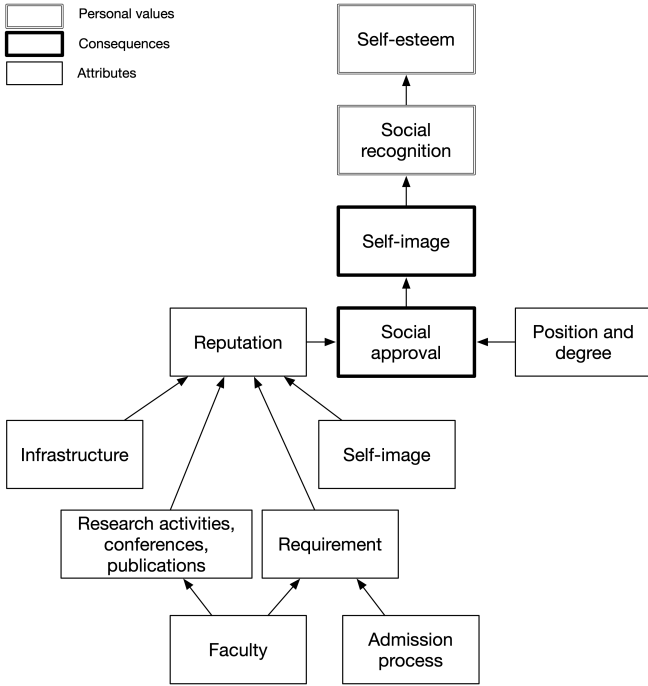 Personal values
Consequences
Attributes
Self-esteem
Social
recognition
Self-image
Reputation
Social
approval
Position and
degree
Infrastructure
Self-image
Research activities,
conferences,
publications
Requirement
Faculty
Admission
process